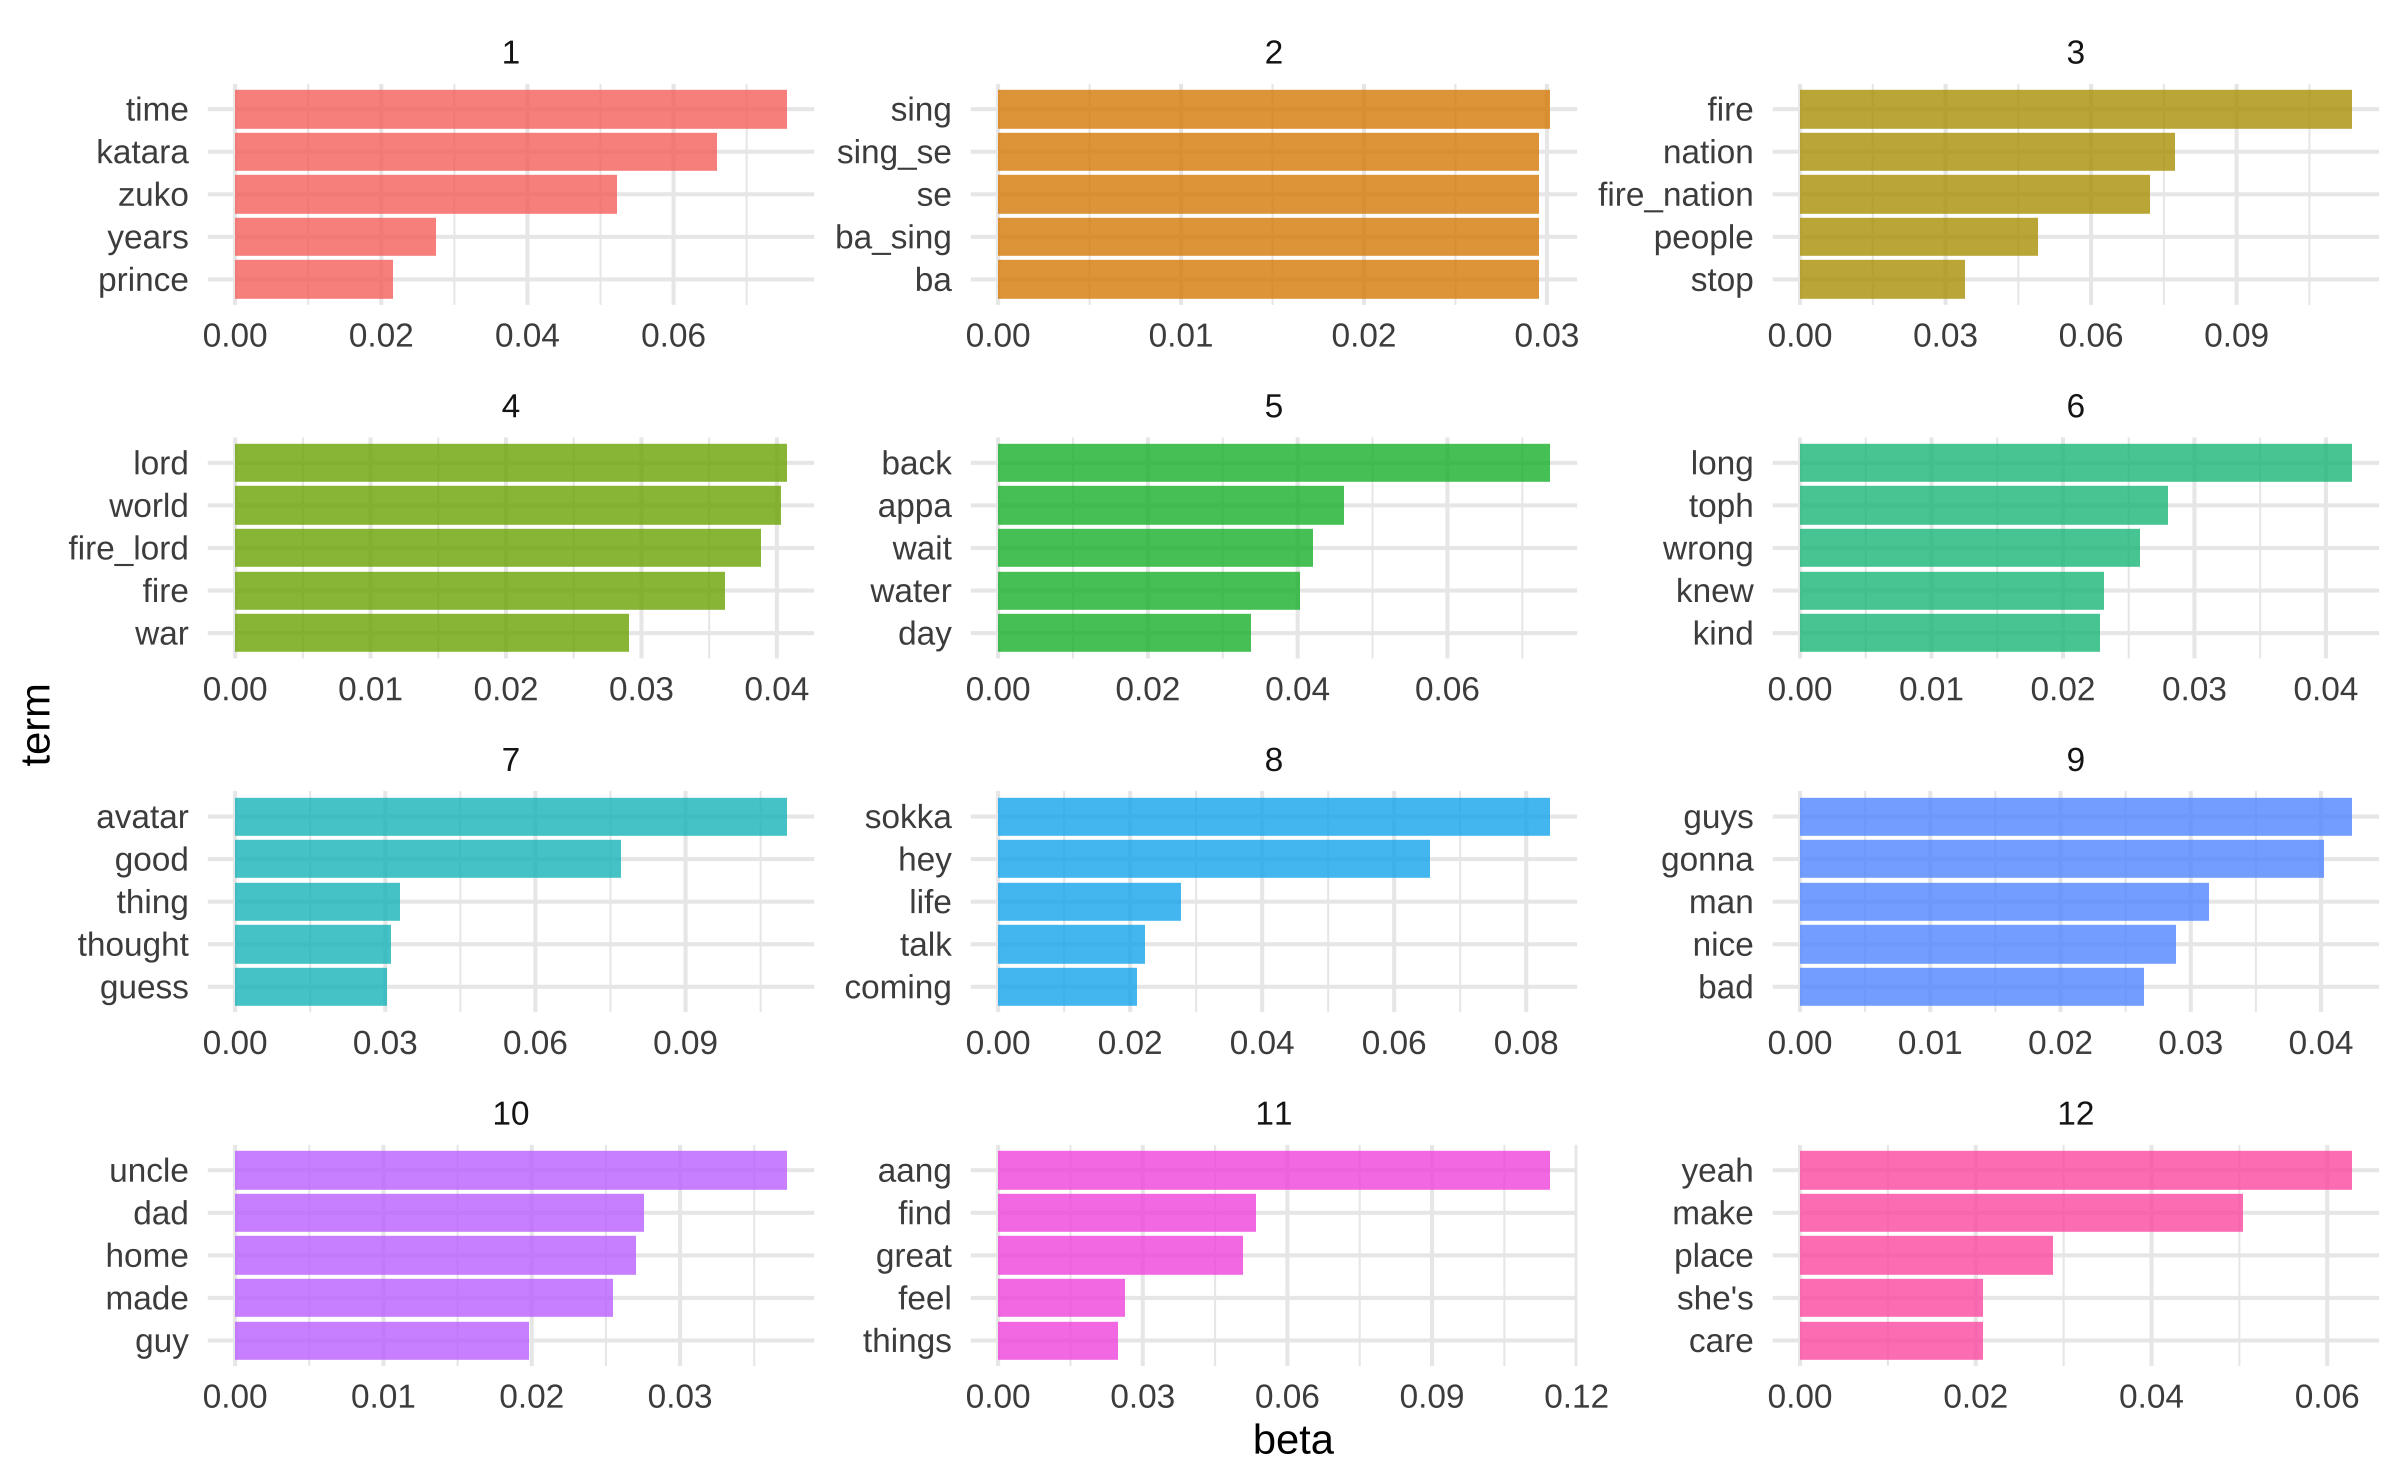 1
time
katara
zuko
years
prince
0.00 0.02 0.04 0.06
2
sing
sing_se
se
ba_sing
ba
0.00 0.01 0.02 0.03
3
fire
nation
fire_nation
people
stop
0.00 0.03 0.06 0.09
4
lord
world
fire_lord
fire
war
0.00 0.01 0.02 0.03 0.04
5
back
appa
wait
water
day
0.00 0.02 0.04 0.06
6
long
toph
wrong
knew
kind
0.00 0.01 0.02 0.03 0.04
7
avatar
good
thing
thought
guess
0.00 0.03 0.06 0.09
8
sokka
hey
life
talk
coming
0.00 0.02 0.04 0.06 0.08
9
guys
gonna
man
nice
bad
0.00 0.01 0.02 0.03 0.04
10
uncle
dad
home
made
guy
0.00 0.01 0.02 0.03
11
aang
find
great
feel
things
0.00 0.03 0.06 0.09 0.12
12
yeah
make
place
she's
care
0.00 0.02 0.04 0.06
term
beta